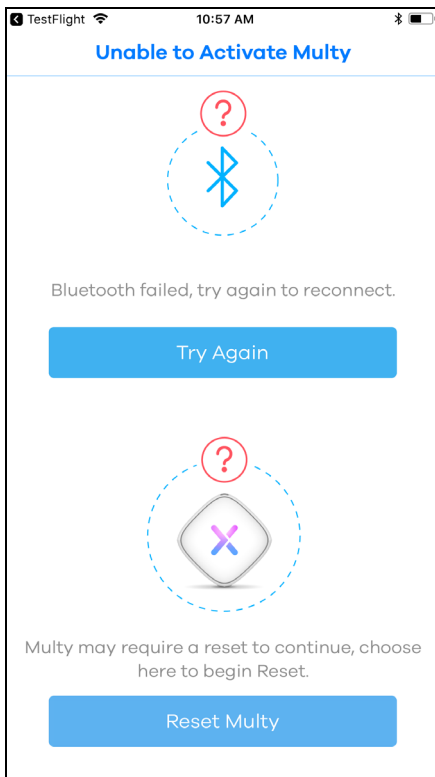 TestFlight 10:57 AM
Unable to Activate Multy
?
Bluetooth failed, try again to reconnect.
Try Again
?
X
Multy may require a reset to continue, choose
here to begin Reset.
Reset Multy